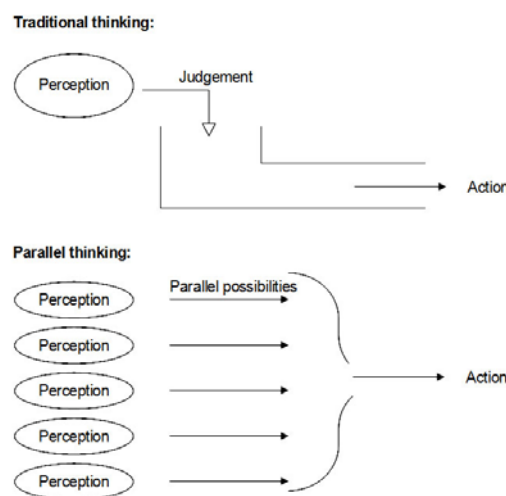 Traditional thinking:
Perception
Judgement
Action
Parallel thinking:
Perception
Parallel possibilities
Perception
Perception
Action
Perception
Perception